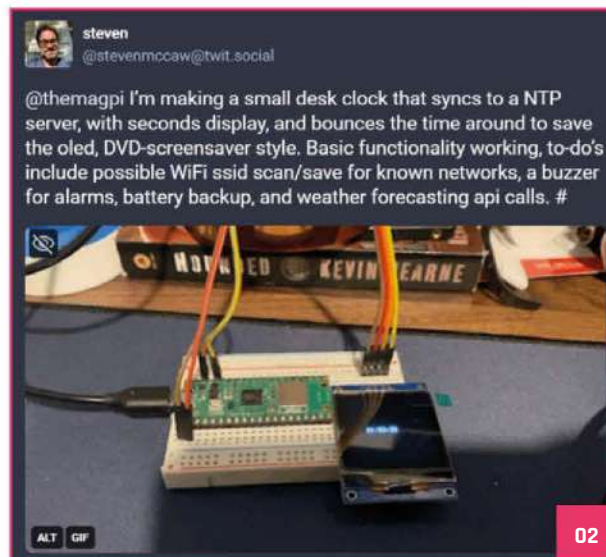 steven
@stevenmccaw@twit.social
@themagpi I'm making a small desk clock that syncs to a NTP
server, with seconds display, and bounces the time around to save
the oled, DVD-screensaver style. Basic functionality working, to-do's
include possible WiFi ssid scan/save for known networks, a buzzer
for alarms, battery backup, and weather forecasting api calls. #
KEVIN
ALT GIF
02